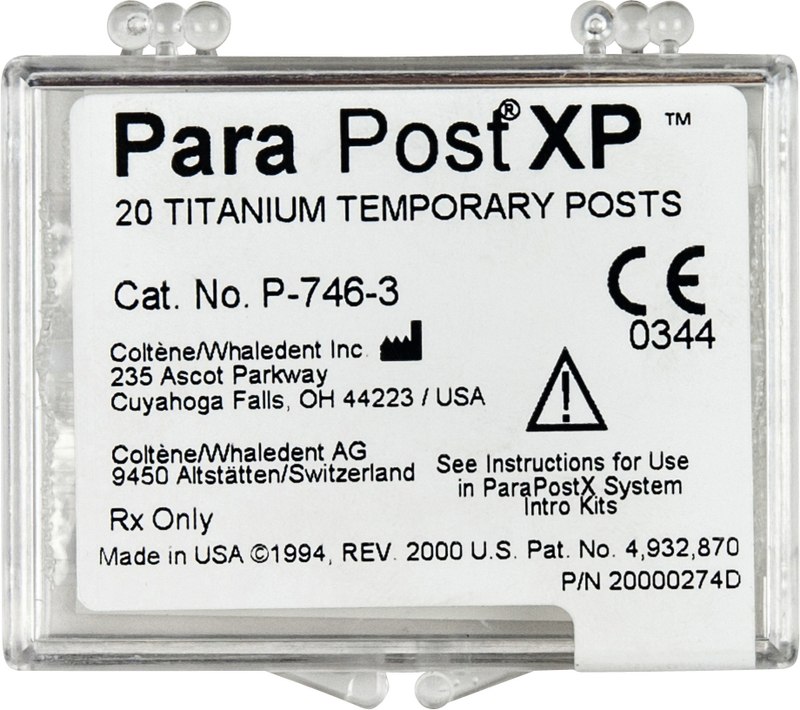 Para Post® XP ™
20 TITANIUM TEMPORARY POSTS
Cat. No. P-746-3
CE
0344
Coltène/Whaledent Inc.
235 Ascot Parkway
Cuyahoga Falls, OH 44223 / USA
Coltène/Whaledent AG
9450 Altstätten/Switzerland
See Instructions for Use
in ParaPostX System
Intro Kits
Rx Only
Made in USA ©1994, REV. 2000 U.S. Pat. No. 4,932,870
P/N 20000274D